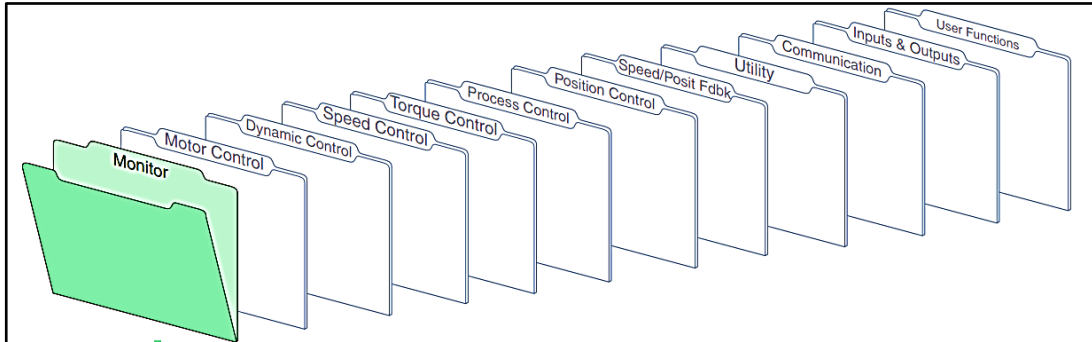 Monitor
Motor Control
Dynamic Control
Speed Control
Torque Control
Process Control
Position Control
Speed/Posit Fdbk
Utility
Communication
Inputs & Outputs
User Functions